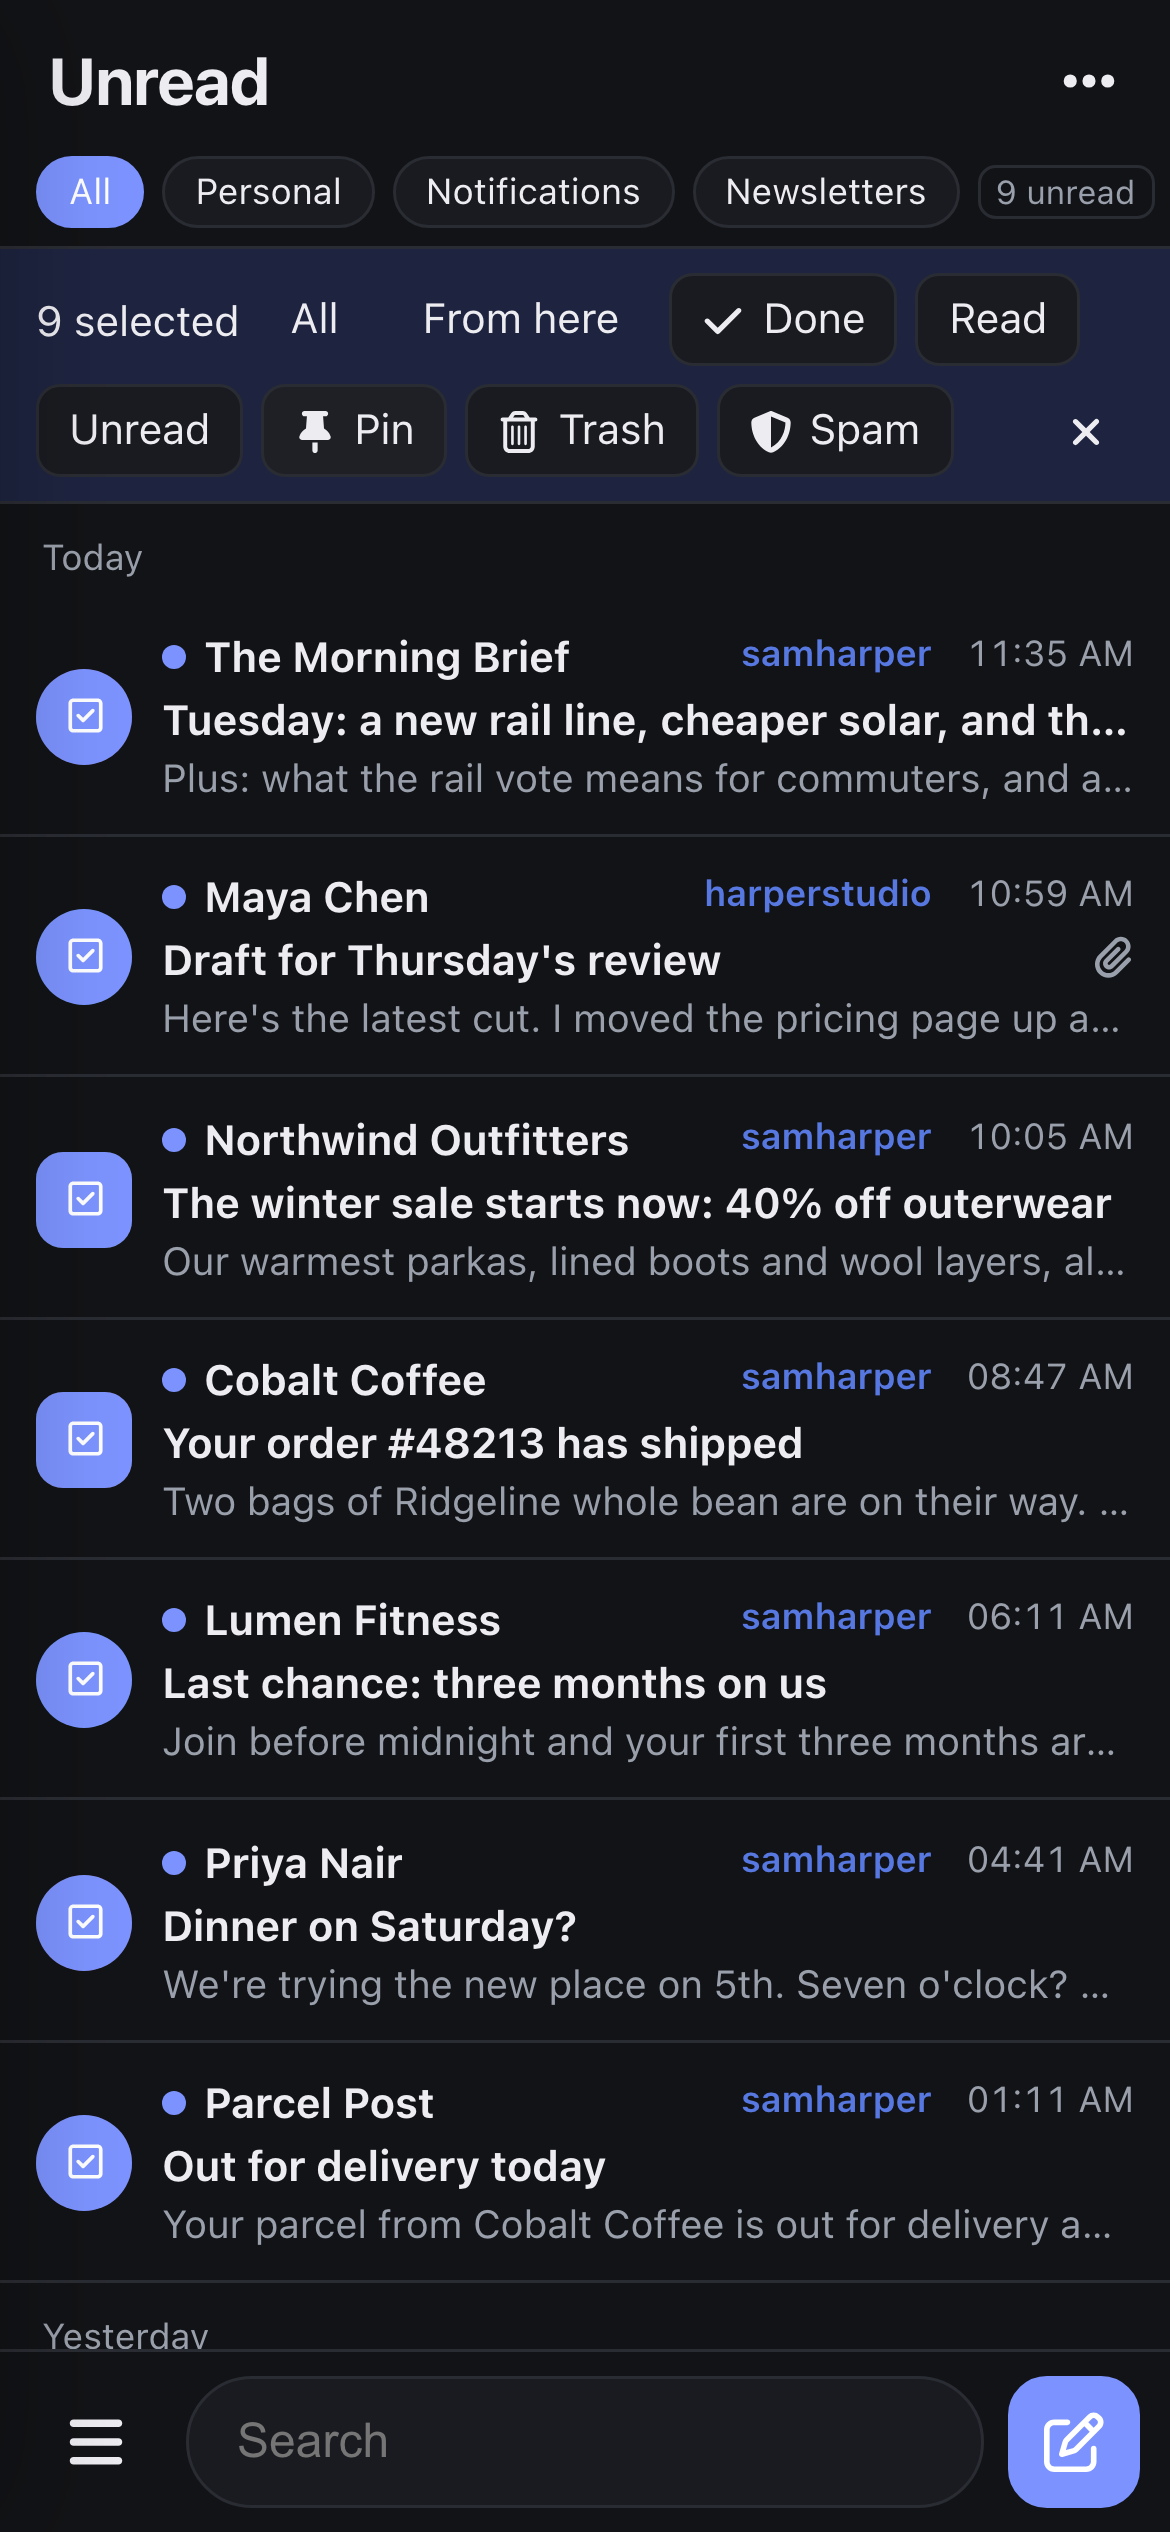 Unread
All Personal Notifications Newsletters 9 unread
9 selected All From here Done Read
Unread Pin Trash Spam
Today
The Morning Brief samharper 11:35 AM
Tuesday: a new rail line, cheaper solar, and th...
Plus: what the rail vote means for commuters, and a...
Maya Chen harperstudio 10:59 AM
Draft for Thursday's review
Here's the latest cut. I moved the pricing page up a...
Northwind Outfitters samharper 10:05 AM
The winter sale starts now: 40% off outerwear
Our warmest parkas, lined boots and wool layers, al...
Cobalt Coffee samharper 08:47 AM
Your order #48213 has shipped
Two bags of Ridgeline whole bean are on their way. ...
Lumen Fitness samharper 06:11 AM
Last chance: three months on us
Join before midnight and your first three months ar...
Priya Nair samharper 04:41 AM
Dinner on Saturday?
We're trying the new place on 5th. Seven o'clock? ...
Parcel Post samharper 01:11 AM
Out for delivery today
Your parcel from Cobalt Coffee is out for delivery a...
Yesterday
Search